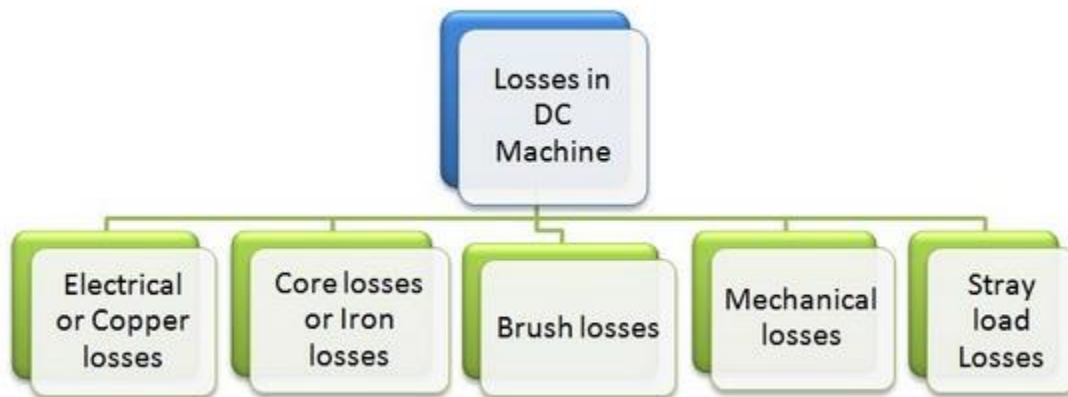 Losses in
DC
Machine
Electrical
or Copper
losses
Core losses
or Iron
losses
Brush losses
Mechanical
losses
Stray
load
Losses